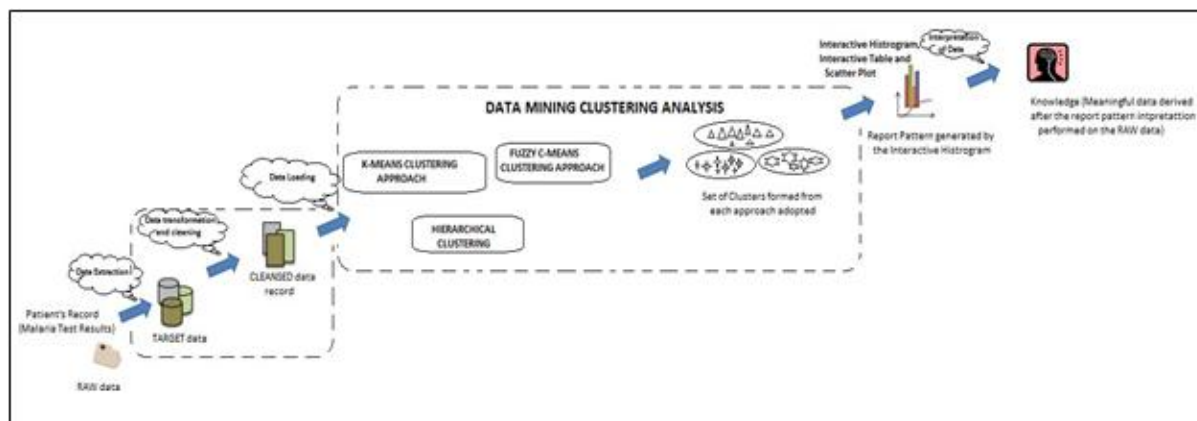 Patient's Record
(Malaria Test Results)
RAW data
Data Extraction
TARGET data
Data transformation
and cleaning
CLEANSED data
record
Data Loading
DATA MINING CLUSTERING ANALYSIS
K-MEANS CLUSTERING
APPROACH
FUZZY C-MEANS
CLUSTERING APPROACH
HIERARCHICAL
CLUSTERING
Set of Clusters formed from
each approach adopted
Interactive Histrogram,
Interactive Table and
Scatter Plot
Report Pattern generated by
the Interactive Histrogram
Interpretation
of Data
Knowledge (Meaningful data derived
after the report pattern intpretattion
performed on the RAW data)